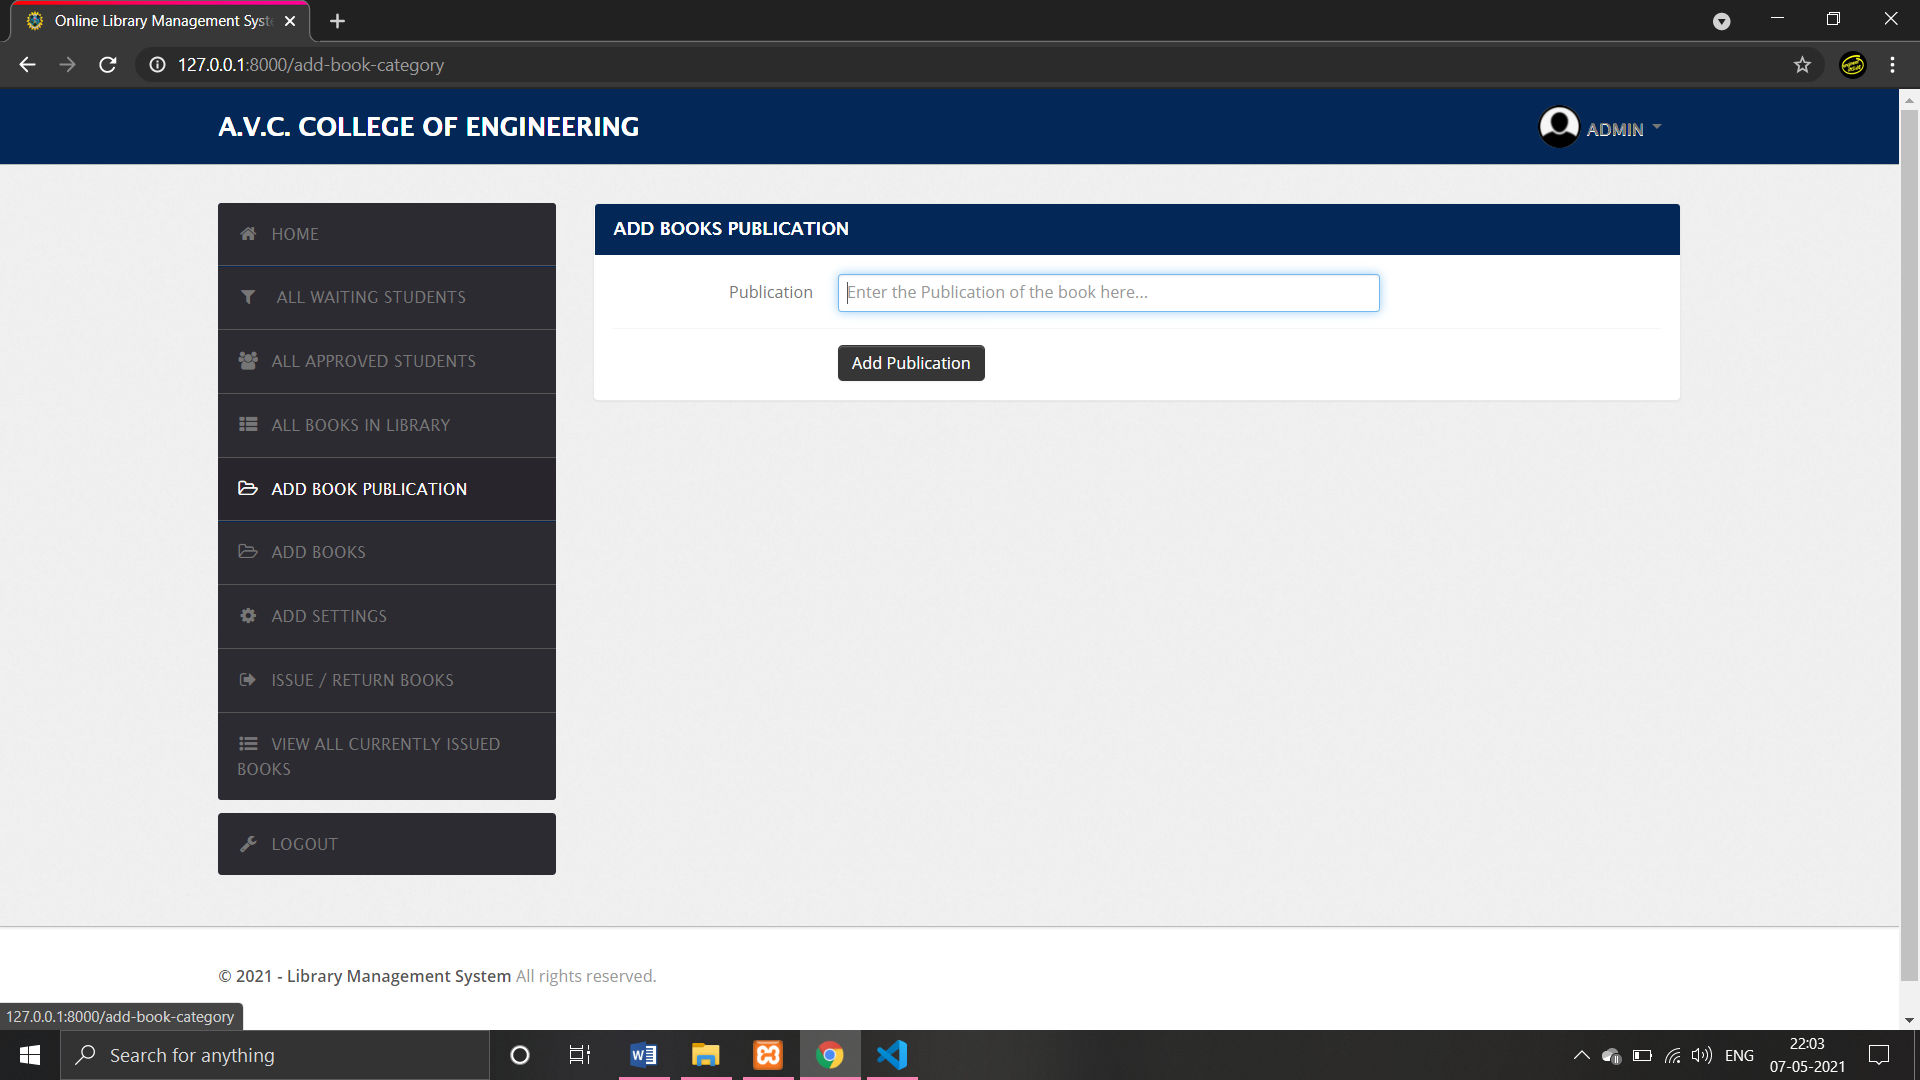 Online Library Management Syst
127.0.0.1:8000/add-book-category
A.V.C. COLLEGE OF ENGINEERING
ADMIN
HOME
ALL WAITING STUDENTS
ALL APPROVED STUDENTS
ALL BOOKS IN LIBRARY
ADD BOOK PUBLICATION
ADD BOOKS
ADD SETTINGS
ISSUE / RETURN BOOKS
VIEW ALL CURRENTLY ISSUED
BOOKS
LOGOUT
ADD BOOKS PUBLICATION
Publication
Enter the Publication of the book here...
Add Publication
© 2021 - Library Management System All rights reserved.
127.0.0.1:8000/add-book-category
Search for anything
ENG
22:03
07-05-2021